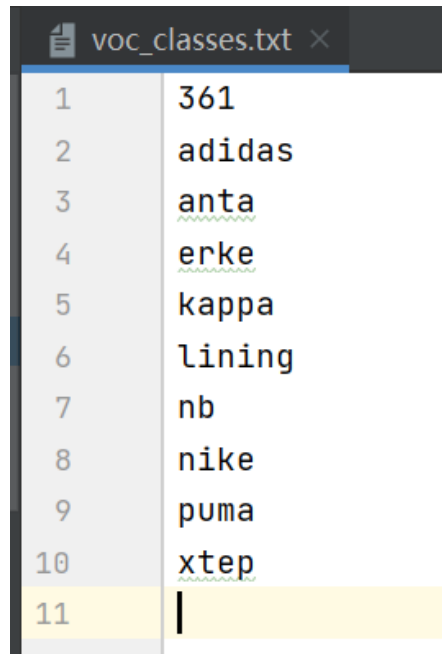 voc_classes.txt
1 361
2 adidas
3 anta
4 erke
5 kappa
6 lining
7 nb
8 nike
9 puma
10 xtep
11